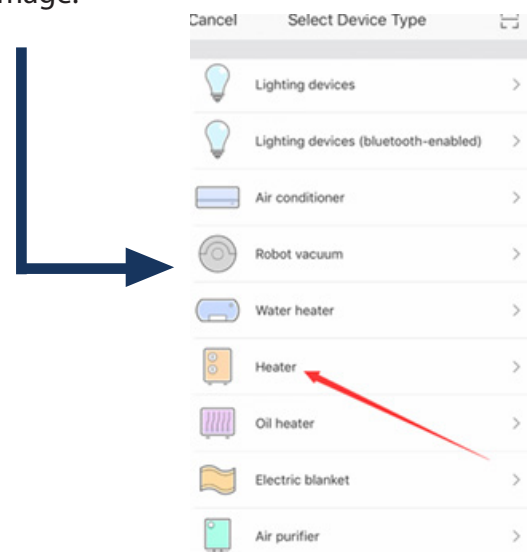 image.
Cancel Select Device Type
Lighting devices
Lighting devices (bluetooth-enabled)
Air conditioner
Robot vacuum
Water heater
Heater
Oil heater
Electric blanket
Air purifier